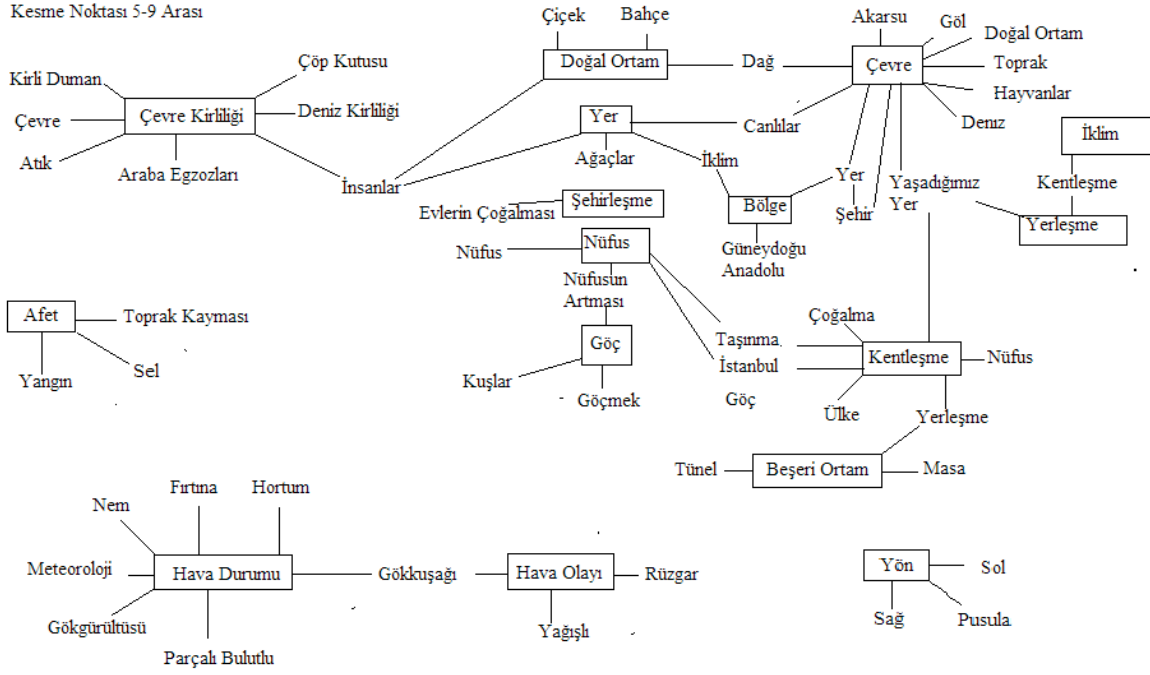 Kesme Noktası 5-9 Arası
Çiçek
Bahçe
Akarsu
Göl
Doğal Ortam
Kirli Duman
Çöp Kutusu
Doğal Ortam
Dağ
Çevre
Toprak
Hayvanlar
Çevre
Çevre Kirliliği
Deniz Kirliliği
Yer
Canlılar
Deniz
İklim
Atık
Araba Egzozları
İnsanlar
Ağaçlar
İklim
Yer
Yaşadığımız
Yer
Kentleşme
Evlerin Çoğalması
Şehirleşme
Bölge
Şehir
Yerleşme
Nüfus
Nüfus
Güneydoğu
Anadolu
Nüfusun
Artması
Afet
Toprak Kayması
Çoğalma
Göç
Taşınma
Kentleşme
Nüfus
Yangın
Sel
Kuşlar
İstanbul
Göçmek
Göç
Ülke
Yerleşme
Tünel
Beşeri Ortam
Masa
Nem
Fırtına
Hortum
Meteoroloji
Hava Durumu
Gökkuşağı
Hava Olayı
Rüzgar
Yön
Sol
Gökgürültüsü
Yağışlı
Sağ
Pusula
Parçalı Bulutlu